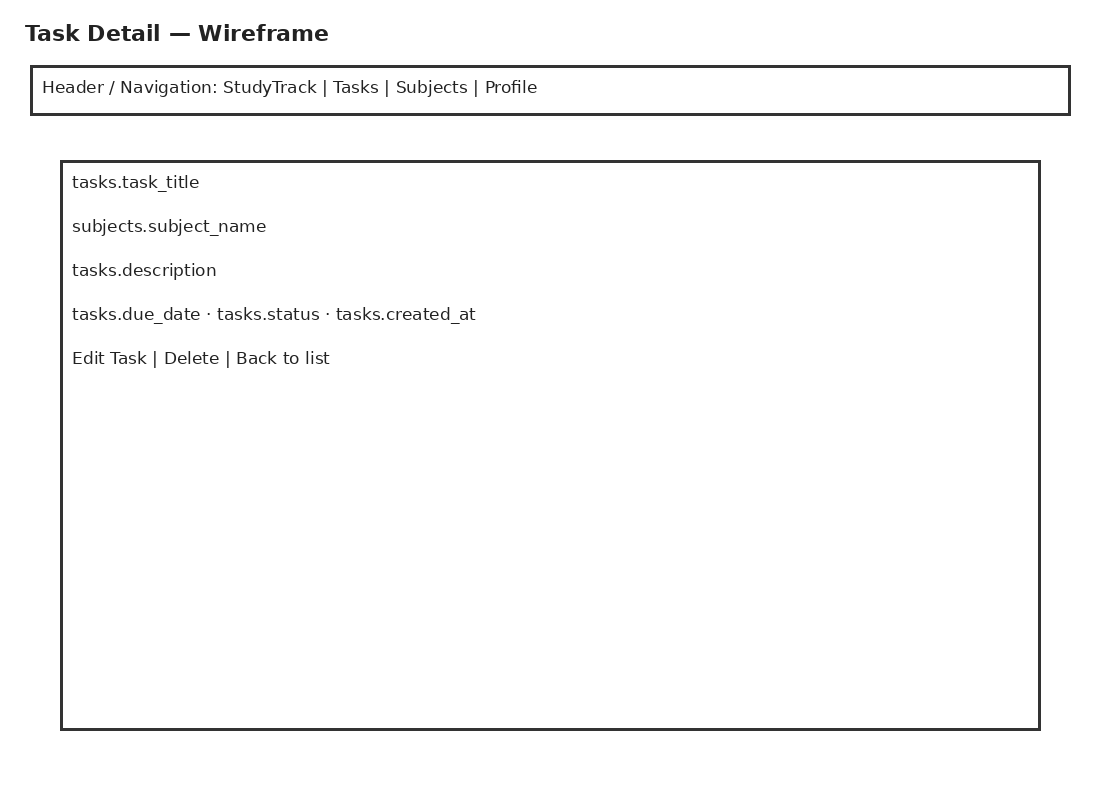 Task Detail — Wireframe
Header / Navigation: StudyTrack | Tasks | Subjects | Profile
tasks.task_title
subjects.subject_name
tasks.description
tasks.due_date · tasks.status · tasks.created_at
Edit Task | Delete | Back to list